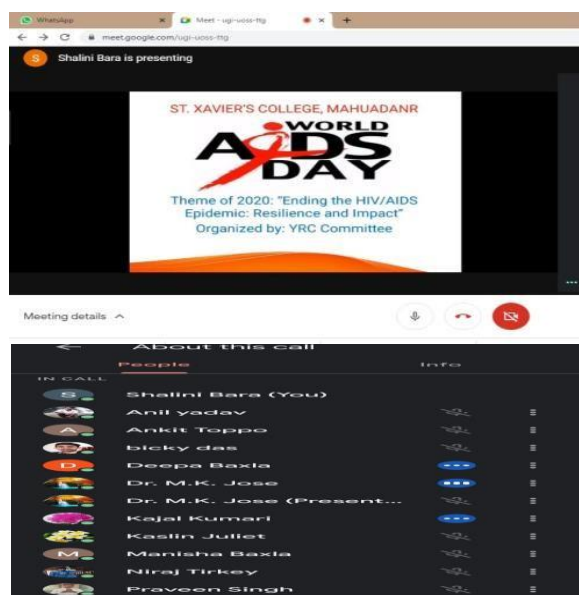 WhatsApp
Meet - ugi-uoss-ttg
meet.google.com/ugi-uoss-ttg
S
Shalini Bara is presenting
ST. XAVIER'S COLLEGE, MAHUADANR
WORLD
AIDS
DAY
Theme of 2020: "Ending the HIV/AIDS
Epidemic: Resilience and Impact"
Organized by: YRC Committee
Meeting details
About this call
People Info
IN CALL
S Shalini Bara (You)
Anil yadav
A Ankit Toppo
bicky das
D Deepa Baxla
Dr. M.K. Jose
Dr. M.K. Jose (Present...
Kajal Kumari
Kaslin Juliet
M Manisha Baxla
Niraj Tirkey
Praveen Singh